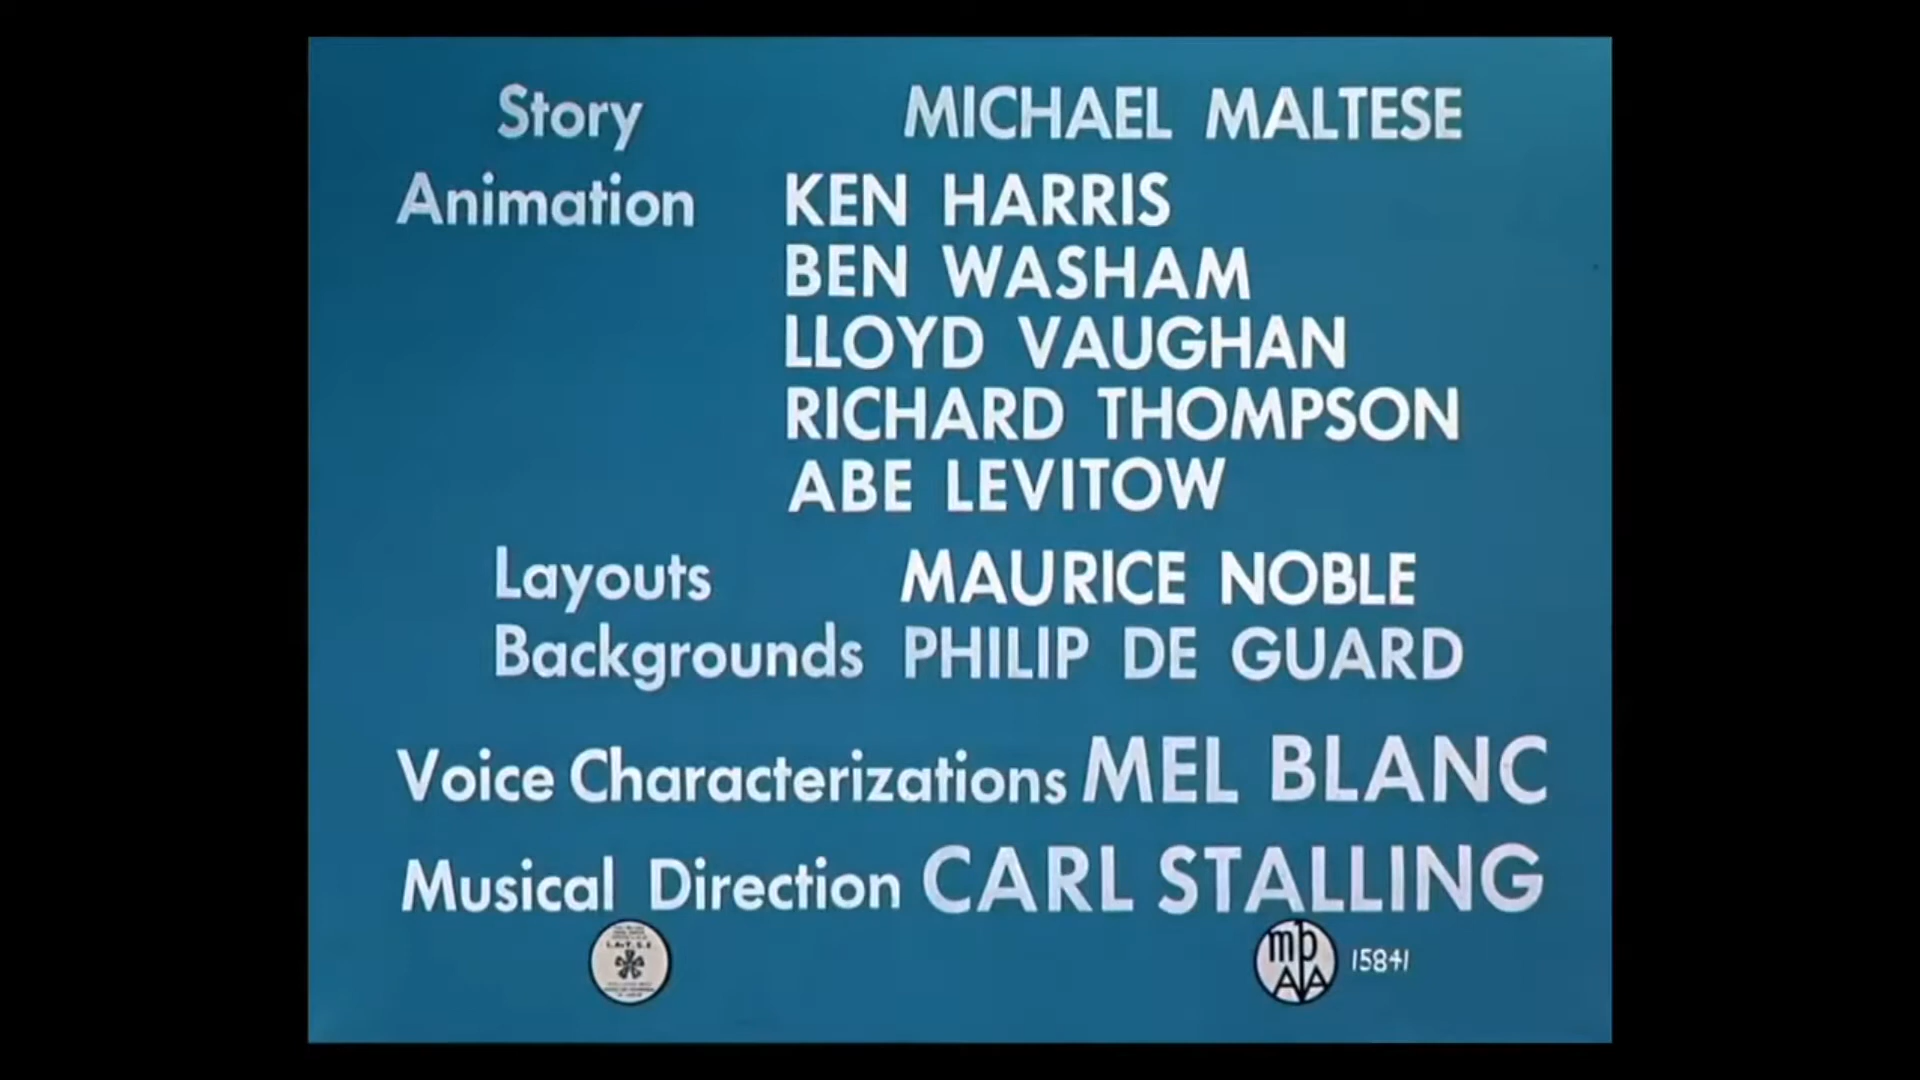 Story MICHAEL MALTESE
Animation KEN HARRIS
BEN WASHAM
LLOYD VAUGHAN
RICHARD THOMPSON
ABE LEVITOW
Layouts MAURICE NOBLE
Backgrounds PHILIP DE GUARD
Voice Characterizations MEL BLANC
Musical Direction CARL STALLING
I.A.T.S.E
mpAA 15841